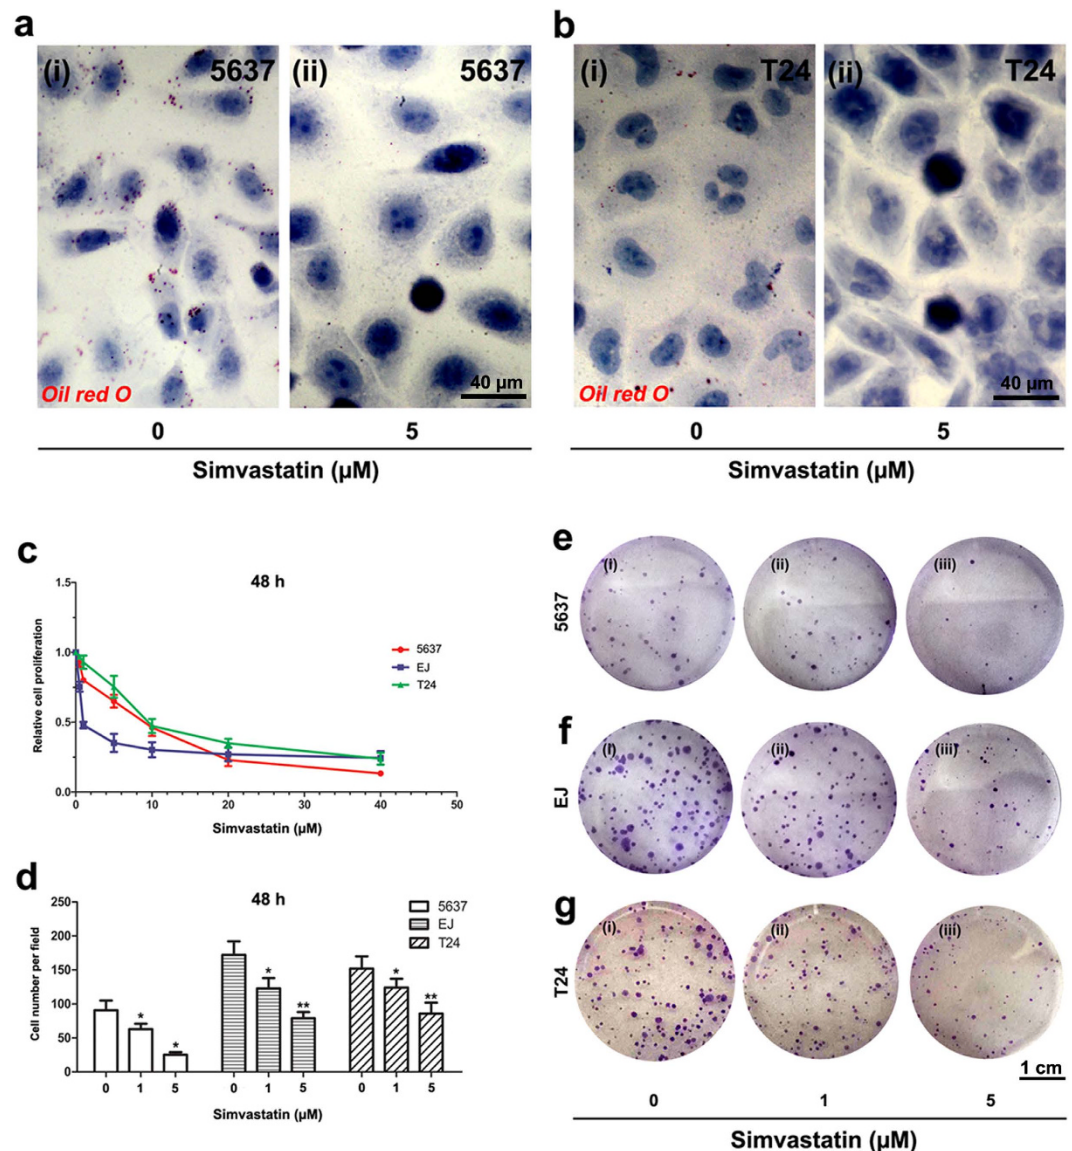 a
(i)
5637
(ii)
5637
Oil red O
40 µm
0
5
Simvastatin (µM)
b
(i)
T24
(ii)
T24
Oil red O
40 µm
0
5
Simvastatin (µM)
c
48 h
1.5
1.0
0.5
0.0
Relative cell proliferation
5637
EJ
T24
0
10
20
30
40
50
Simvastatin (µM)
d
48 h
250
200
150
100
50
0
Cell number per field
5637
EJ
T24
*
*
*
**
*
**
0
1
5
0
1
5
0
1
5
Simvastatin (µM)
e
5637
(i)
(ii)
(iii)
f
EJ
(i)
(ii)
(iii)
g
T24
(i)
(ii)
(iii)
1 cm
0
1
5
Simvastatin (µM)